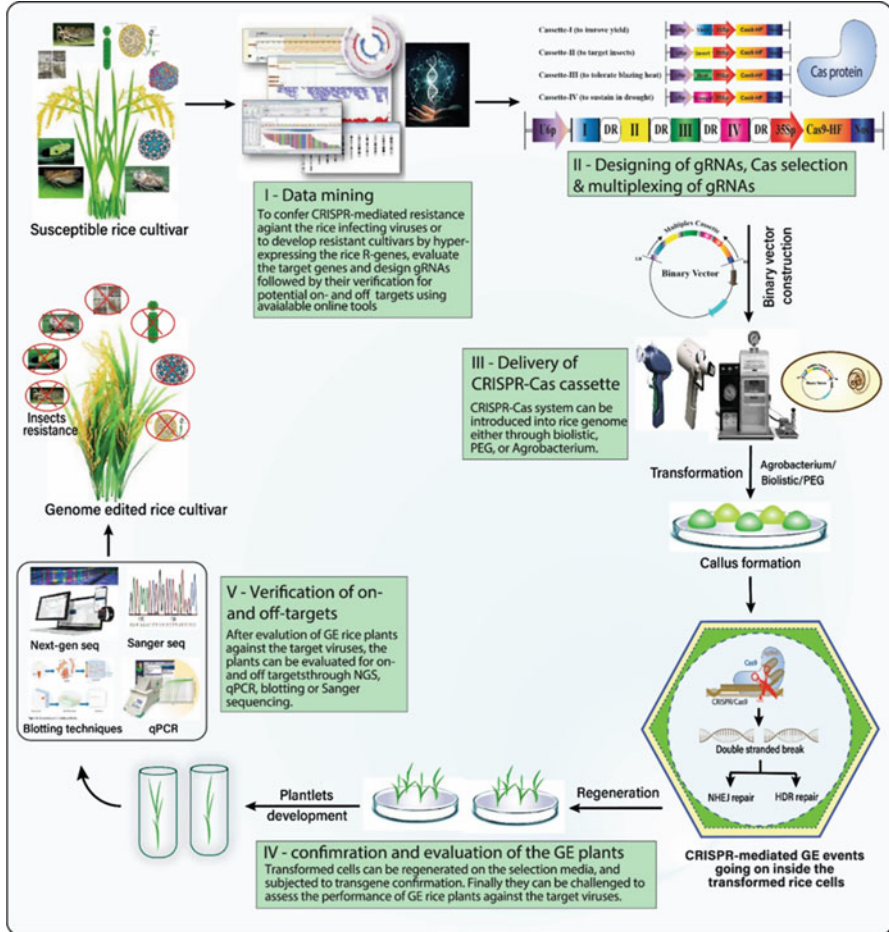 Susceptible rice cultivar
I - Data mining
To confer CRISPR-mediated resistance
agiant the rice infecting viruses or
to develop resistant cultivars by hyper-
expressing the rice R-genes, evaluate
the target genes and design gRNAs
followed by their verification for
potential on- and off targets using
avaialable online tools
Cassette-I (to imrove yield)
Cassette-II (to target insects)
Cassette-III (to tolerate blazing heat)
Cassette-IV (to sustain in drought)
Cas9-HF
Cas9-HF
Cas9-HF
Cas9-HF
Cas protein
U6p I DR II DR III DR IV DR 35Sp Cas9-HF Nos
II - Designing of gRNAs, Cas selection
& multiplexing of gRNAs
Multiplex Cassette
Binary Vector
Binary vector
construction
III - Delivery of
CRISPR-Cas cassette
CRISPR-Cas system can be
introduced into rice genome
either through biolistic,
PEG, or Agrobacterium.
Transformation
Agrobacterium/
Biolistic/PEG
Callus formation
Cas9
CRISPR/Cas9
Double stranded break
NHEJ repair
HDR repair
CRISPR-mediated GE events
going on inside the
transformed rice cells
Regeneration
Plantlets
development
IV - confimration and evaluation of the GE plants
Transformed cells can be regenerated on the selection media, and
subjected to transgene confirmation. Finally they can be challenged to
assess the performance of GE rice plants against the target viruses.
V - Verification of on-
and off-targets
After evalution of GE rice plants
against the target viruses, the
plants can be evaluated for on-
and off targetsthrough NGS,
qPCR, blotting or Sanger
sequencing.
Next-gen seq
Sanger seq
Blotting techniques
qPCR
Genome edited rice cultivar
Insects
resistance